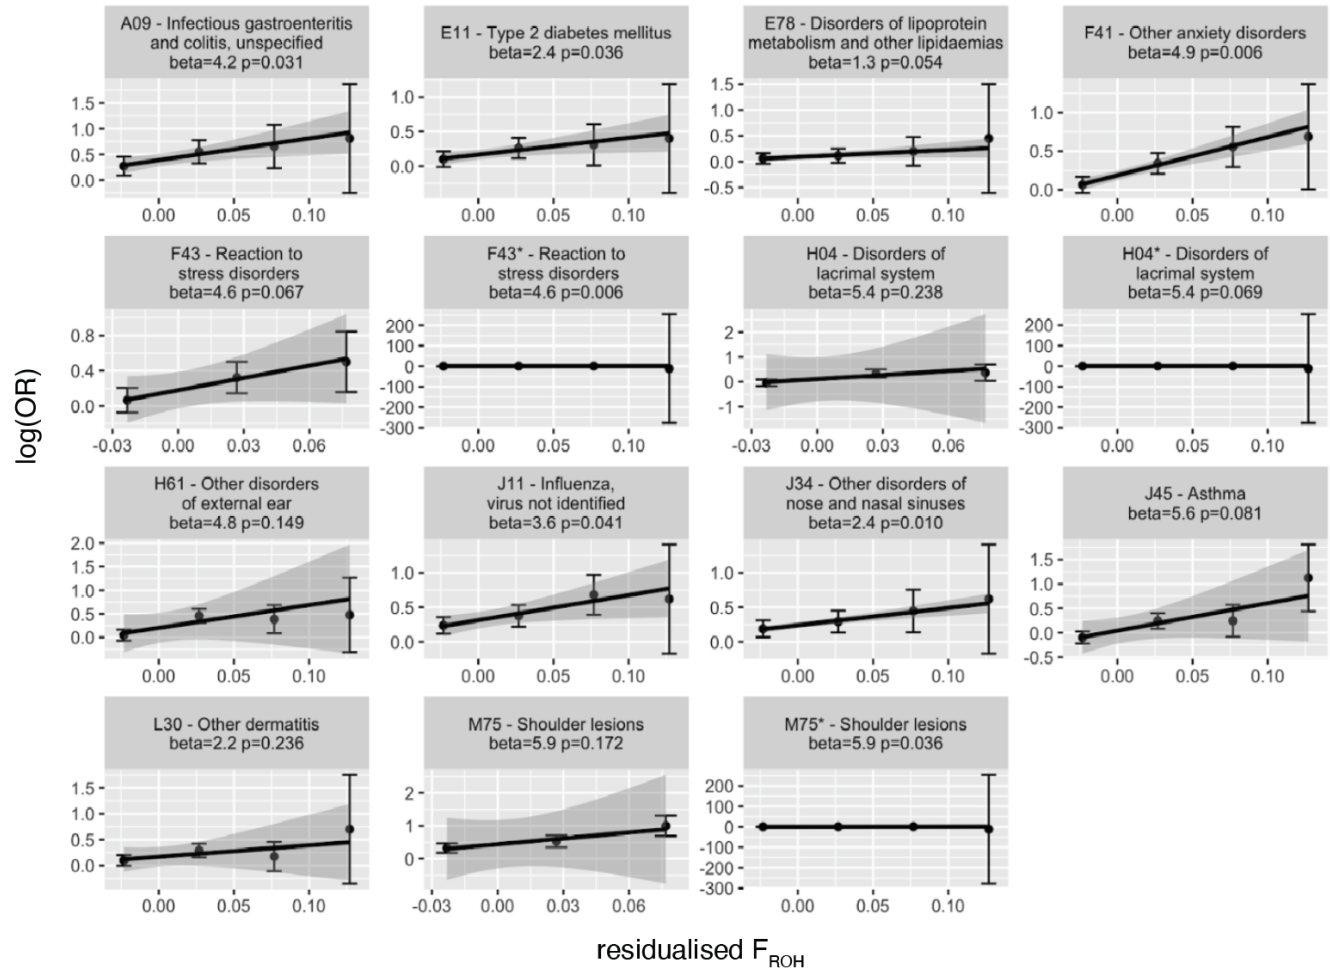 A09 - Infectious gastroenteritis
and colitis, unspecified
beta=4.2 p=0.031
1.5
1.0
0.5
0.0
0.00 0.05 0.10
E11 - Type 2 diabetes mellitus
beta=2.4 p=0.036
1.0
0.5
0.0
0.00 0.05 0.10
E78 - Disorders of lipoprotein
metabolism and other lipidaemias
beta=1.3 p=0.054
1.5
1.0
0.5
0.0
-0.5
0.00 0.05 0.10
F41 - Other anxiety disorders
beta=4.9 p=0.006
1.0
0.5
0.0
0.00 0.05 0.10
F43 - Reaction to
stress disorders
beta=4.6 p=0.067
0.8
0.4
0.0
-0.03 0.00 0.03 0.06
F43* - Reaction to
stress disorders
beta=4.6 p=0.006
200
100
0
-100
-200
-300
0.00 0.05 0.10
H04 - Disorders of
lacrimal system
beta=5.4 p=0.238
2
1
0
-1
-0.03 0.00 0.03 0.06
H04* - Disorders of
lacrimal system
beta=5.4 p=0.069
200
100
0
-100
-200
-300
0.00 0.05 0.10
H61 - Other disorders
of external ear
beta=4.8 p=0.149
2.0
1.5
1.0
0.5
0.0
0.00 0.05 0.10
J11 - Influenza,
virus not identified
beta=3.6 p=0.041
1.0
0.5
0.0
0.00 0.05 0.10
J34 - Other disorders of
nose and nasal sinuses
beta=2.4 p=0.010
1.0
0.5
0.0
0.00 0.05 0.10
J45 - Asthma
beta=5.6 p=0.081
1.5
1.0
0.5
0.0
-0.5
0.00 0.05 0.10
L30 - Other dermatitis
beta=2.2 p=0.236
1.5
1.0
0.5
0.0
0.00 0.05 0.10
M75 - Shoulder lesions
beta=5.9 p=0.172
2
1
0
-0.03 0.00 0.03 0.06
M75* - Shoulder lesions
beta=5.9 p=0.036
200
100
0
-100
-200
-300
0.00 0.05 0.10
log(OR)
residualised FROH